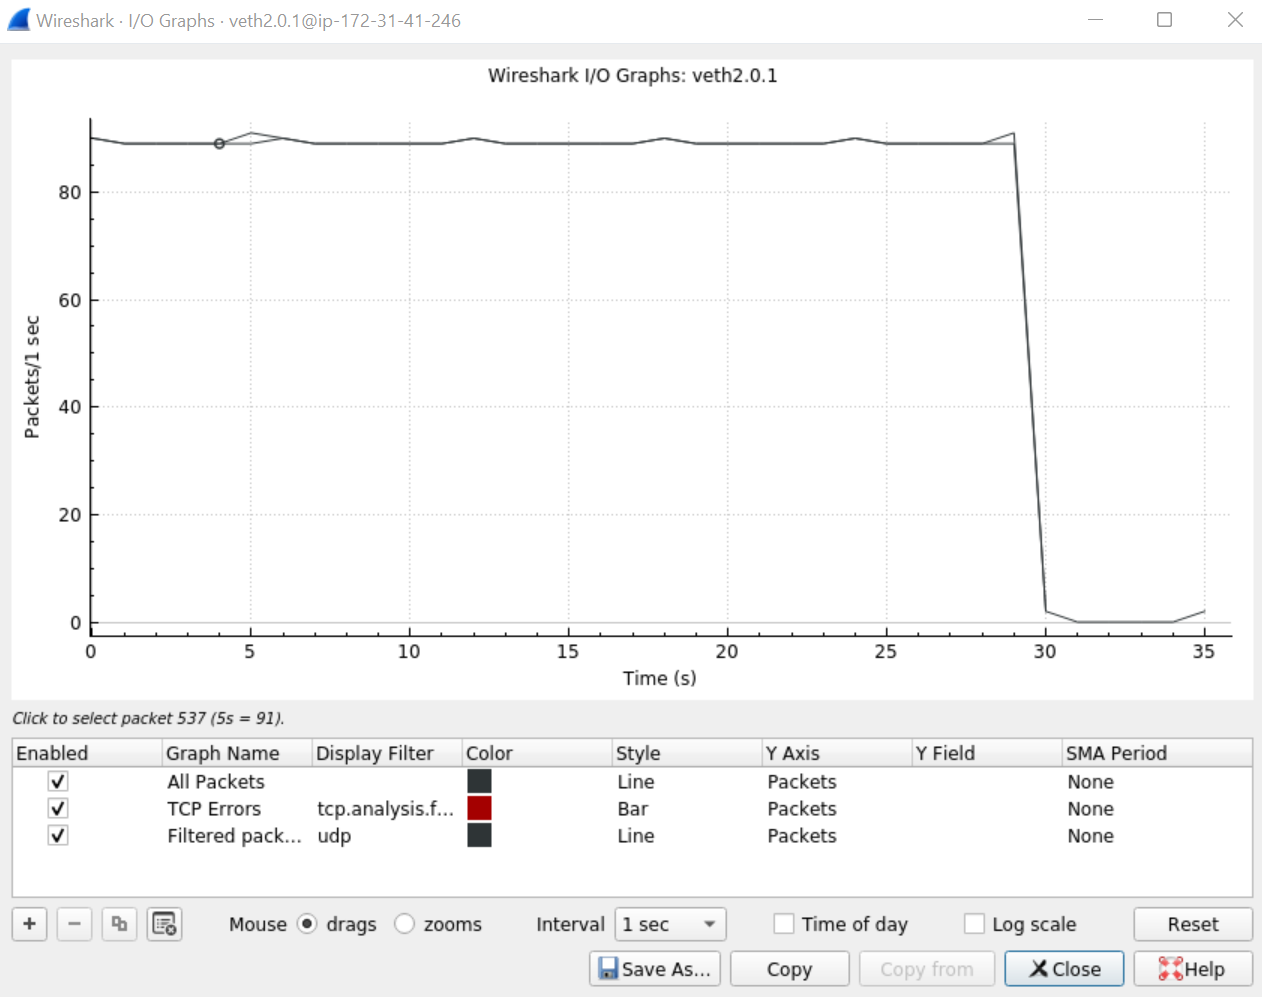 Wireshark · I/O Graphs · veth2.0.1@ip-172-31-41-246
Wireshark I/O Graphs: veth2.0.1
Packets/1 sec
80
60
40
20
0
0 5 10 15 20 25 30 35
Time (s)
Click to select packet 537 (5s = 91).
Enabled Graph Name Display Filter Color Style Y Axis Y Field SMA Period
All Packets Line Packets None
TCP Errors tcp.analysis.f... Bar Packets None
Filtered pack... udp Line Packets None
Mouse drags zooms Interval 1 sec Time of day Log scale Reset
Save As... Copy Copy from Close Help